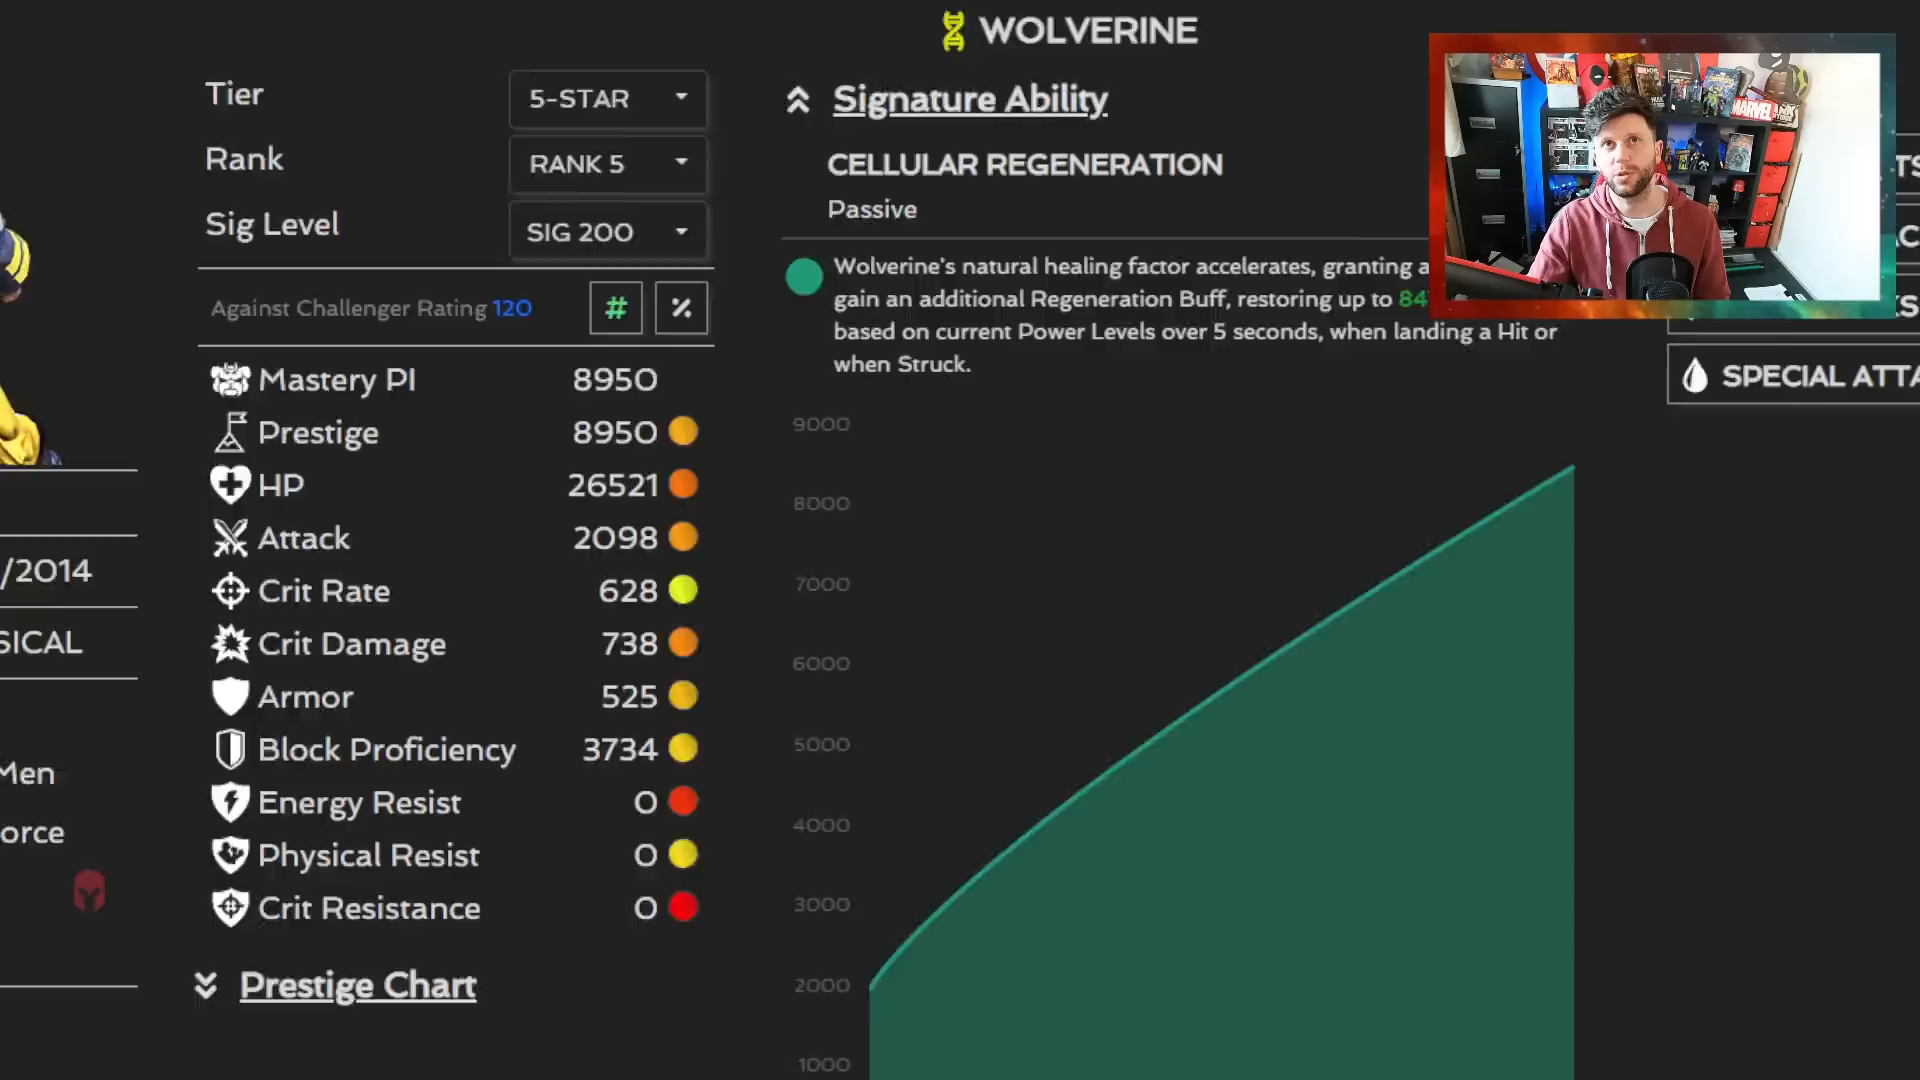 WOLVERINE
Tier
5-STAR
Rank
RANK 5
Sig Level
SIG 200
Against Challenger Rating 120
#
%
Mastery PI 8950
Prestige 8950
HP 26521
Attack 2098
Crit Rate 628
Crit Damage 738
Armor 525
Block Proficiency 3734
Energy Resist 0
Physical Resist 0
Crit Resistance 0
Prestige Chart
/2014
SICAL
Men
orce
Signature Ability
CELLULAR REGENERATION
Passive
Wolverine's natural healing factor accelerates, granting a
gain an additional Regeneration Buff, restoring up to 84
based on current Power Levels over 5 seconds, when landing a Hit or
when Struck.
9000
8000
7000
6000
5000
4000
3000
2000
1000
MARVEL
TS
AC
KS
SPECIAL ATTA